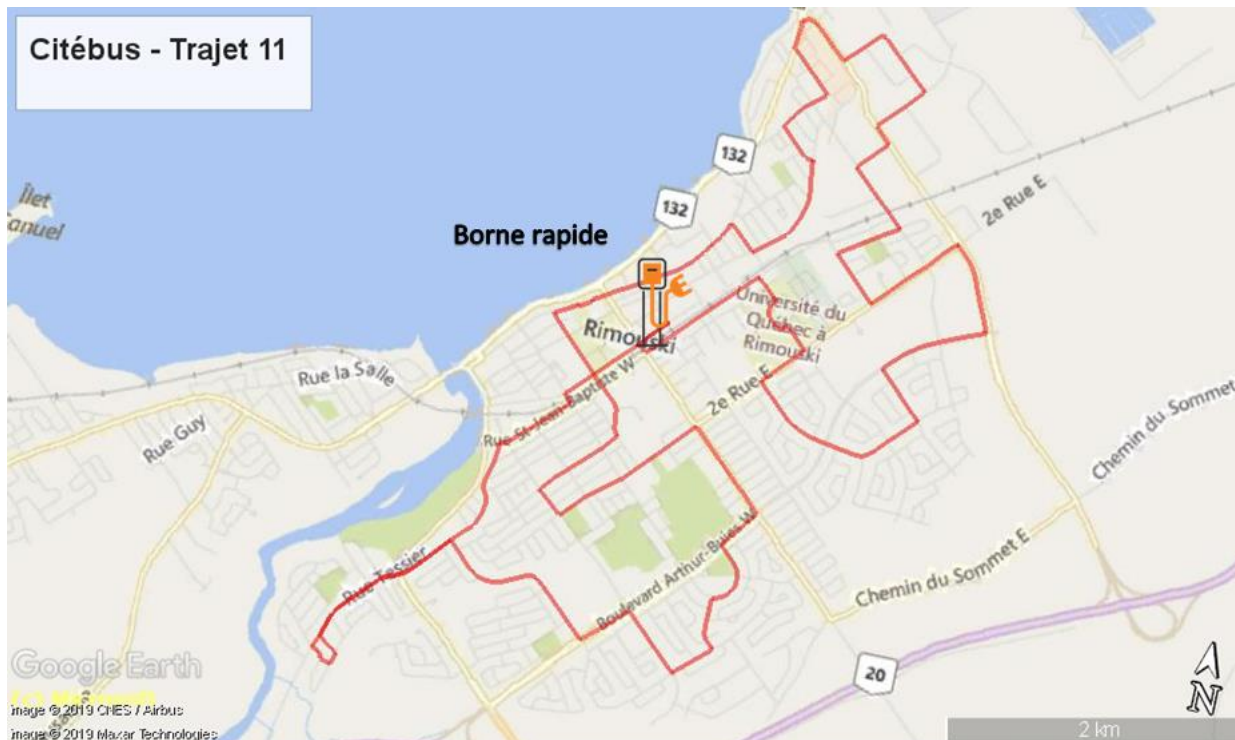 Citébus - Trajet 11
132
132
Îlet
Canuel
2e Rue E
Borne rapide
Université du
Québec à
Rimouski
Rimouski
Rue la Salle
Rue St-Jean-Baptiste W
2e Rue E
Rue Guy
Chemin du Sommet
Rue Tessier
Boulevard Arthur-Buies W
Chemin du Sommet E
20
Google Earth
N
Image © 2019 CNES / Airbus
Image © 2019 Maxar Technologies
2 km